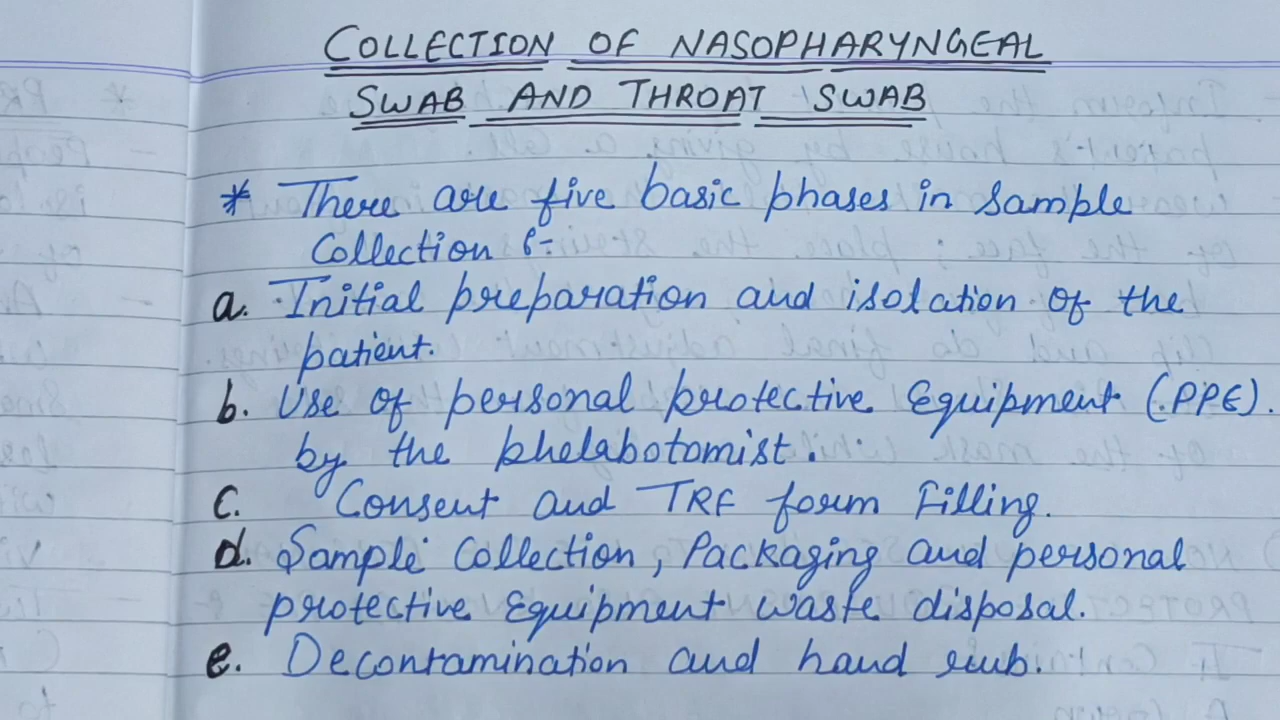 COLLECTION OF NASOPHARYNGEAL
SWAB AND THROAT SWAB
* There are five basic phases in Sample
Collection :-
a. Initial preparation and isolation of the
patient.
b. Use of personal protective Equipment (PPE).
by the phelabotomist.
c. Consent and TRF form Filling.
d. Sample Collection, Packaging and personal
protective Equipment waste disposal.
e. Decontamination and hand rub.